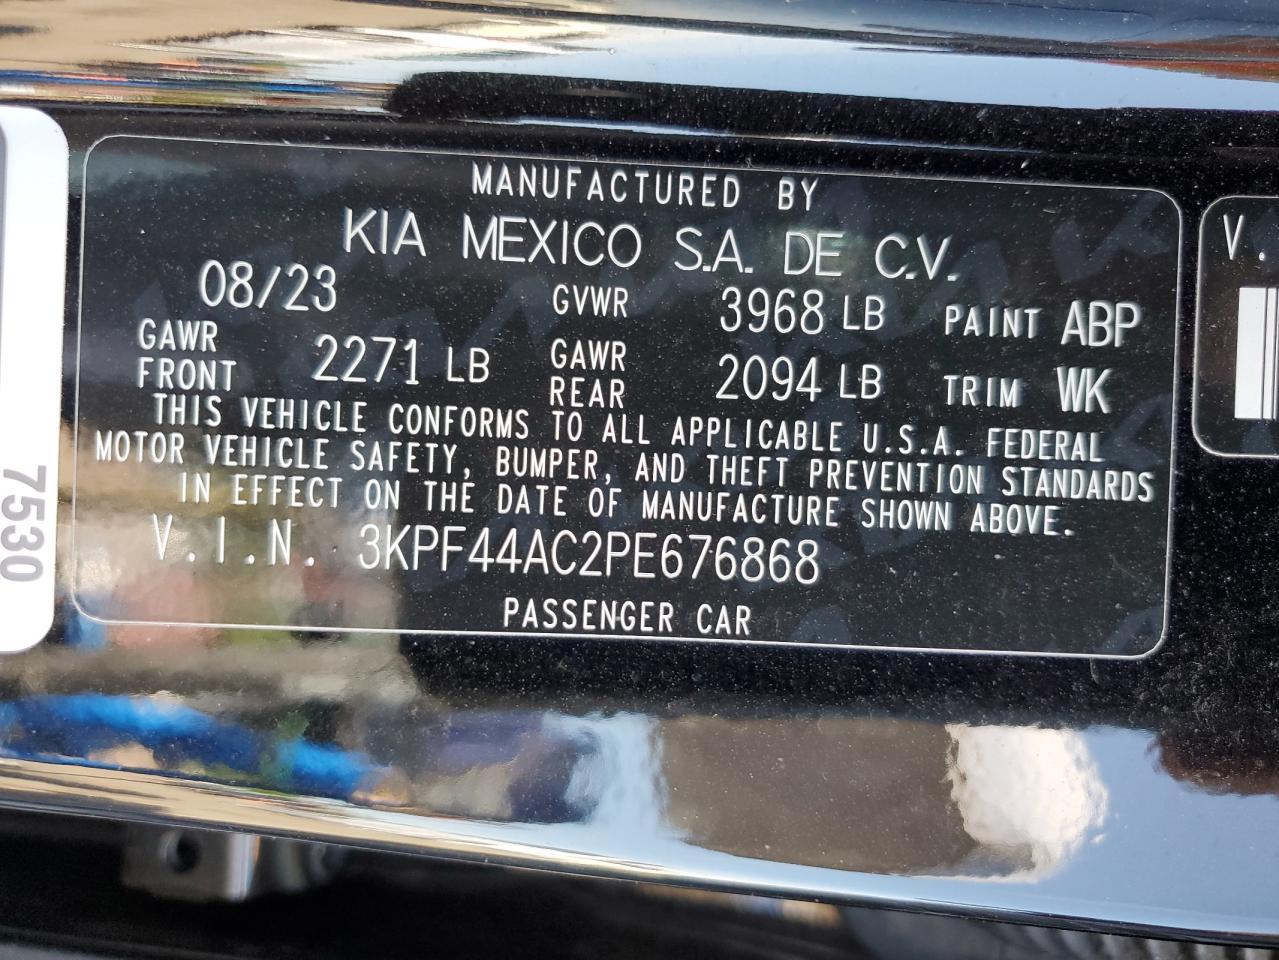 MANUFACTURED BY
KIA MEXICO S.A. DE C.V.
08/23 GVWR 3968 LB PAINT ABP
GAWR FRONT 2271 LB GAWR REAR 2094 LB TRIM WK
THIS VEHICLE CONFORMS TO ALL APPLICABLE U.S.A. FEDERAL
MOTOR VEHICLE SAFETY, BUMPER, AND THEFT PREVENTION STANDARDS
IN EFFECT ON THE DATE OF MANUFACTURE SHOWN ABOVE.
V.I.N. 3KPF44AC2PE676868
PASSENGER CAR
7530
V.